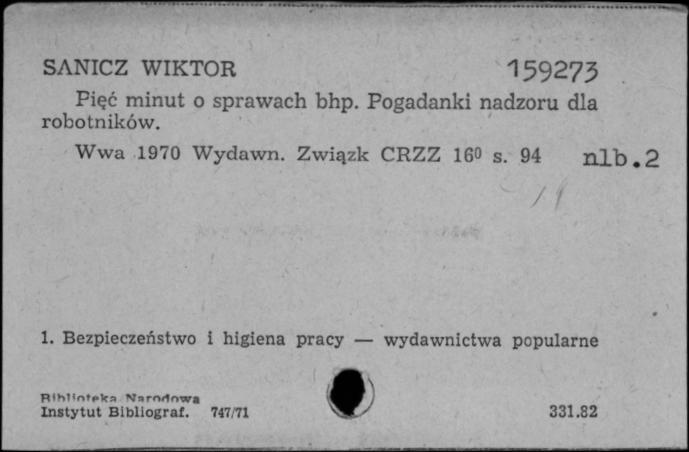 SANICZ WIKTOR 159273
Pięć minut o sprawach bhp. Pogadanki nadzoru dla
robotników.
Wwa 1970 Wydawn. Związk CRZZ 16⁰ s. 94 nlb.2
1. Bezpieczeństwo i higiena pracy — wydawnictwa popularne
Biblioteka Narodowa
Instytut Bibliograf. 747/71 331.82